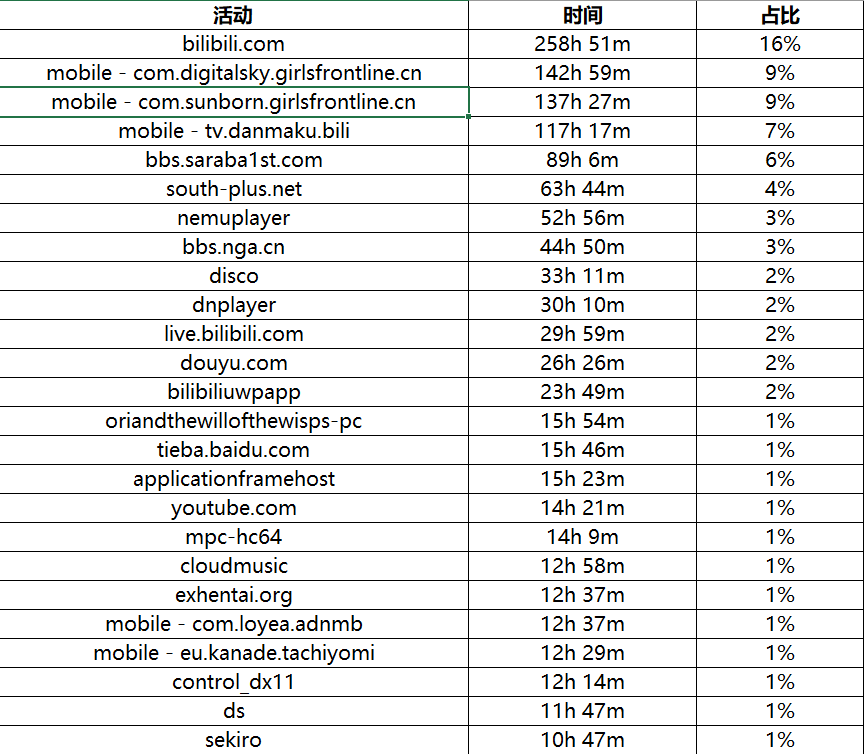 活动 时间 占比
bilibili.com 258h 51m 16%
mobile - com.digitalsky.girlsfrontline.cn 142h 59m 9%
mobile - com.sunborn.girlsfrontline.cn 137h 27m 9%
mobile - tv.danmaku.bili 117h 17m 7%
bbs.saraba1st.com 89h 6m 6%
south-plus.net 63h 44m 4%
nemuplayer 52h 56m 3%
bbs.nga.cn 44h 50m 3%
disco 33h 11m 2%
dnplayer 30h 10m 2%
live.bilibili.com 29h 59m 2%
douyu.com 26h 26m 2%
bilibiliuwpapp 23h 49m 2%
oriandthewillofthewisps-pc 15h 54m 1%
tieba.baidu.com 15h 46m 1%
applicationframehost 15h 23m 1%
youtube.com 14h 21m 1%
mpc-hc64 14h 9m 1%
cloudmusic 12h 58m 1%
exhentai.org 12h 37m 1%
mobile - com.loyea.adnmb 12h 37m 1%
mobile - eu.kanade.tachiyomi 12h 29m 1%
control_dx11 12h 14m 1%
ds 11h 47m 1%
sekiro 10h 47m 1%